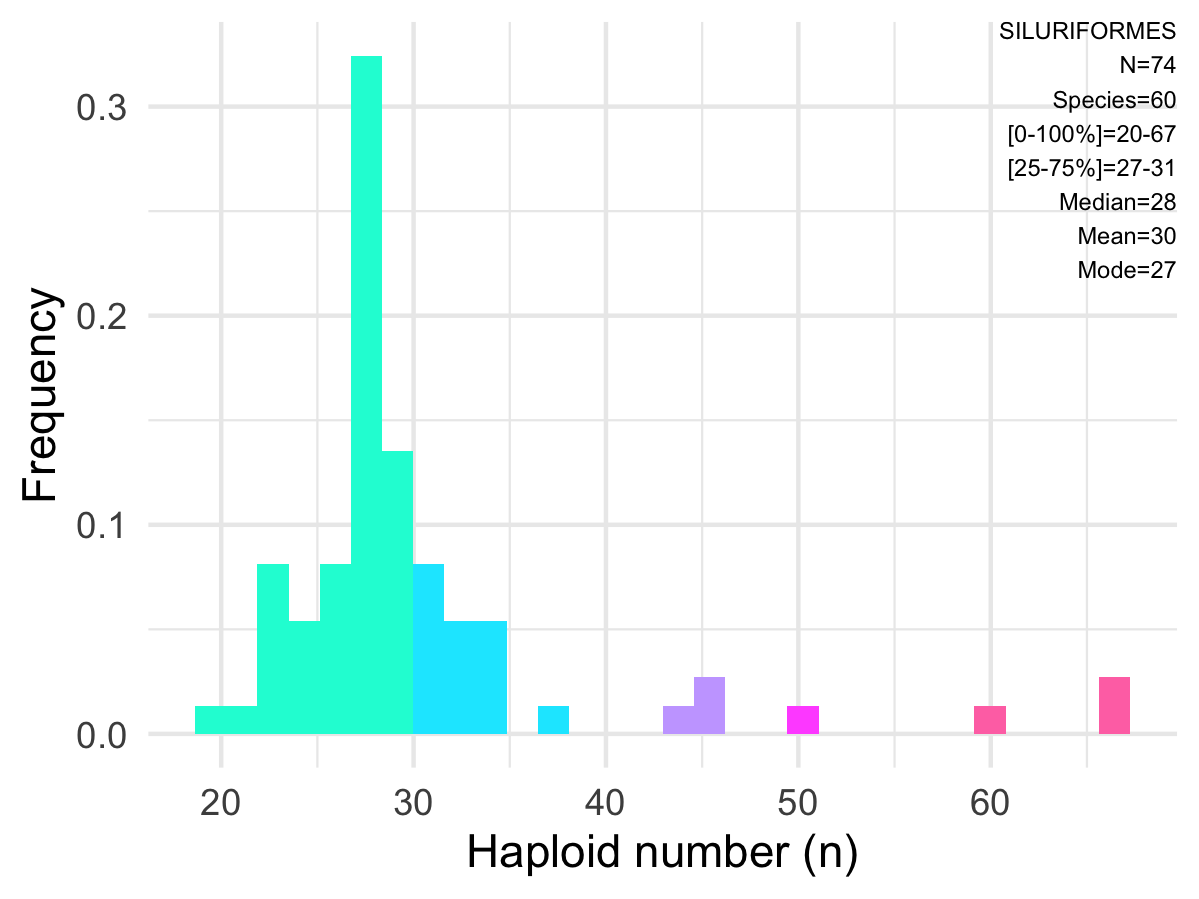 SILURIFORMES
N=74
Species=60
[0-100%]=20-67
[25-75%]=27-31
Median=28
Mean=30
Mode=27
Frequency
0.3
0.2
0.1
0.0
20 30 40 50 60
Haploid number (n)